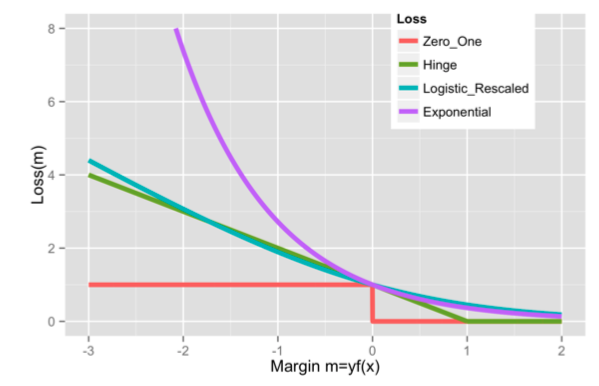 Loss
Zero_One
Hinge
Logistic_Rescaled
Exponential
Loss(m)
8
6
4
2
0
-3 -2 -1 0 1 2
Margin m=yf(x)